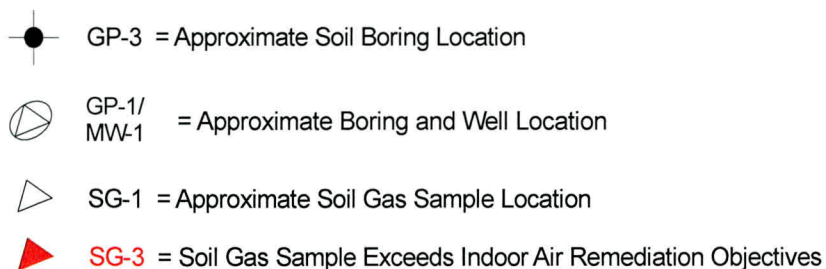 GP-3 = Approximate Soil Boring Location
GP-1/
MW-1 = Approximate Boring and Well Location
SG-1 = Approximate Soil Gas Sample Location
SG-3 = Soil Gas Sample Exceeds Indoor Air Remediation Objectives